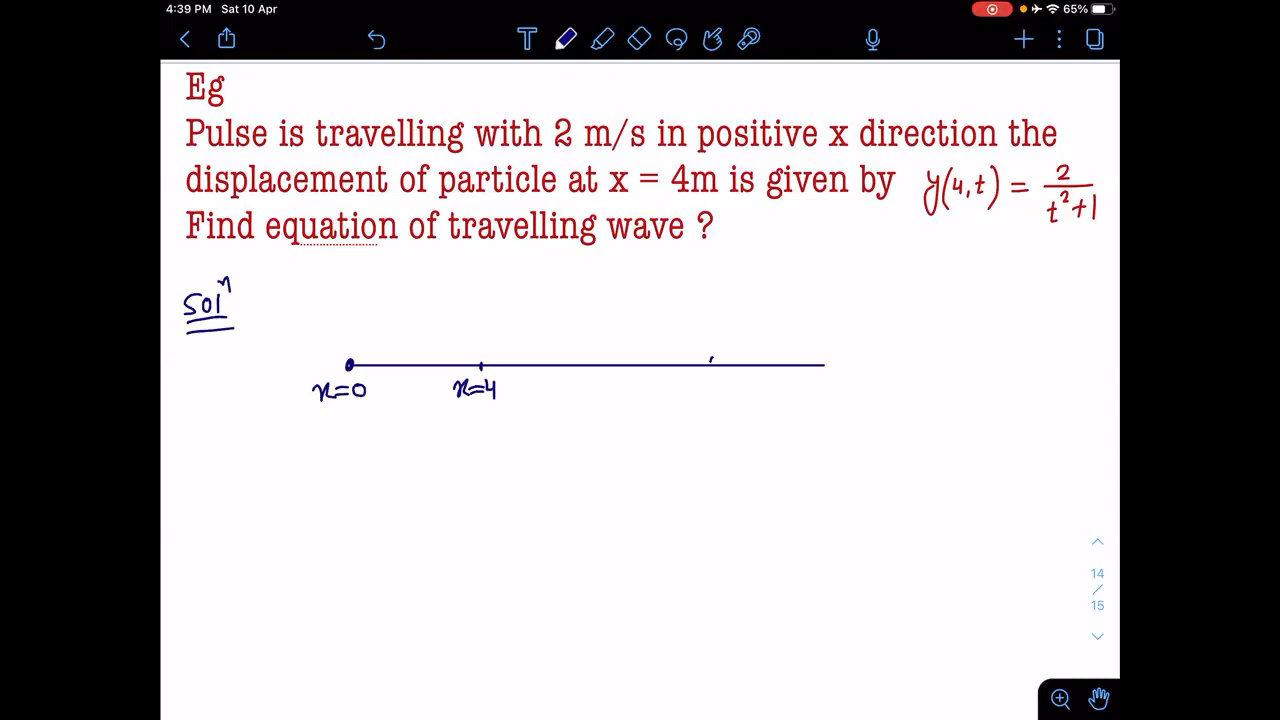 4:39 PM Sat 10 Apr 65%
Eg
Pulse is travelling with 2 m/s in positive x direction the
displacement of particle at x = 4m is given by y(4,t) = 2/(t²+1)
Find equation of travelling wave ?
Solⁿ
x=0 x=4
14
/
15